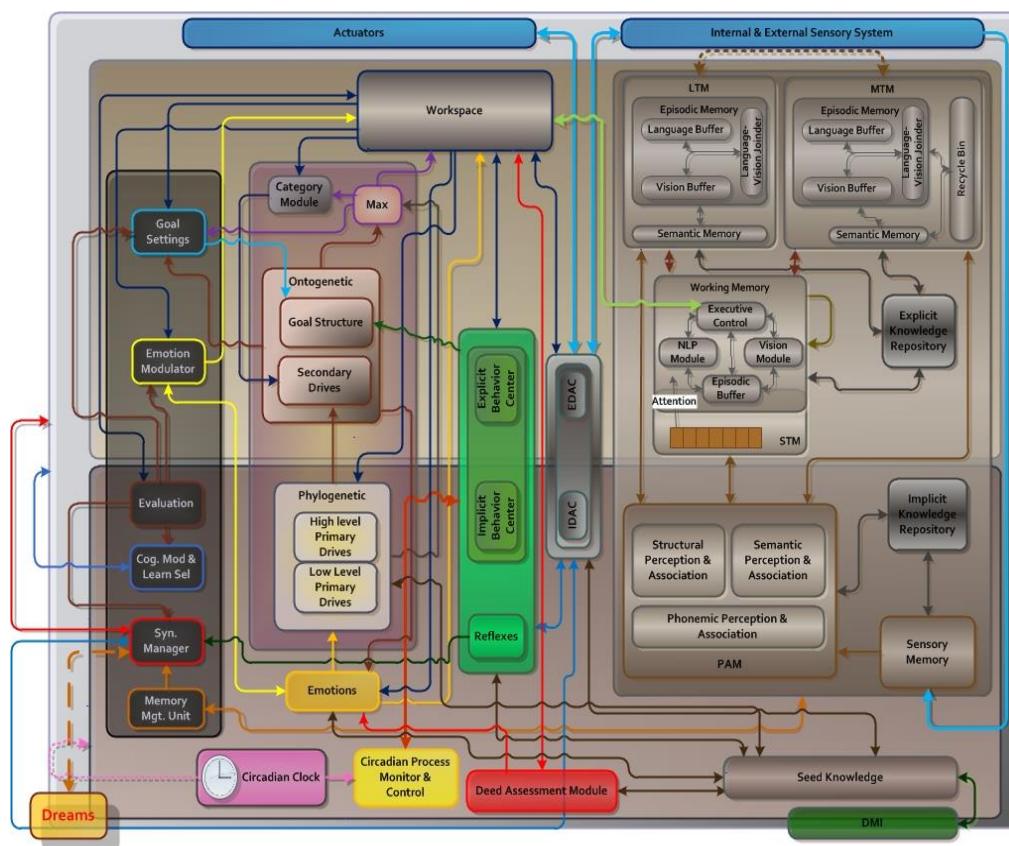 Actuators
Internal & External Sensory System
Workspace
LTM
MTM
Episodic Memory
Language Buffer
Language-
Vision Joinder
Vision Buffer
Semantic Memory
Episodic Memory
Language Buffer
Language-
Vision Joinder
Vision Buffer
Semantic Memory
Recycle Bin
Category
Module
Max
Goal
Settings
Ontogenetic
Goal Structure
Secondary
Drives
Emotion
Modulator
Explicit
Behavior
Center
Implicit
Behavior
Center
Reflexes
EDAC
IDAC
Working Memory
Executive
Control
NLP
Module
Vision
Module
Episodic
Buffer
Attention
STM
Explicit
Knowledge
Repository
Evaluation
Cog. Mod &
Learn Sel
Syn.
Manager
Memory
Mgt. Unit
Phylogenetic
High level
Primary
Drives
Low Level
Primary
Drives
Emotions
Structural
Perception &
Association
Semantic
Perception &
Association
Phonemic Perception &
Association
PAM
Implicit
Knowledge
Repository
Sensory
Memory
Circadian Clock
Circadian Process
Monitor &
Control
Deed Assessment Module
Seed Knowledge
DMI
Dreams